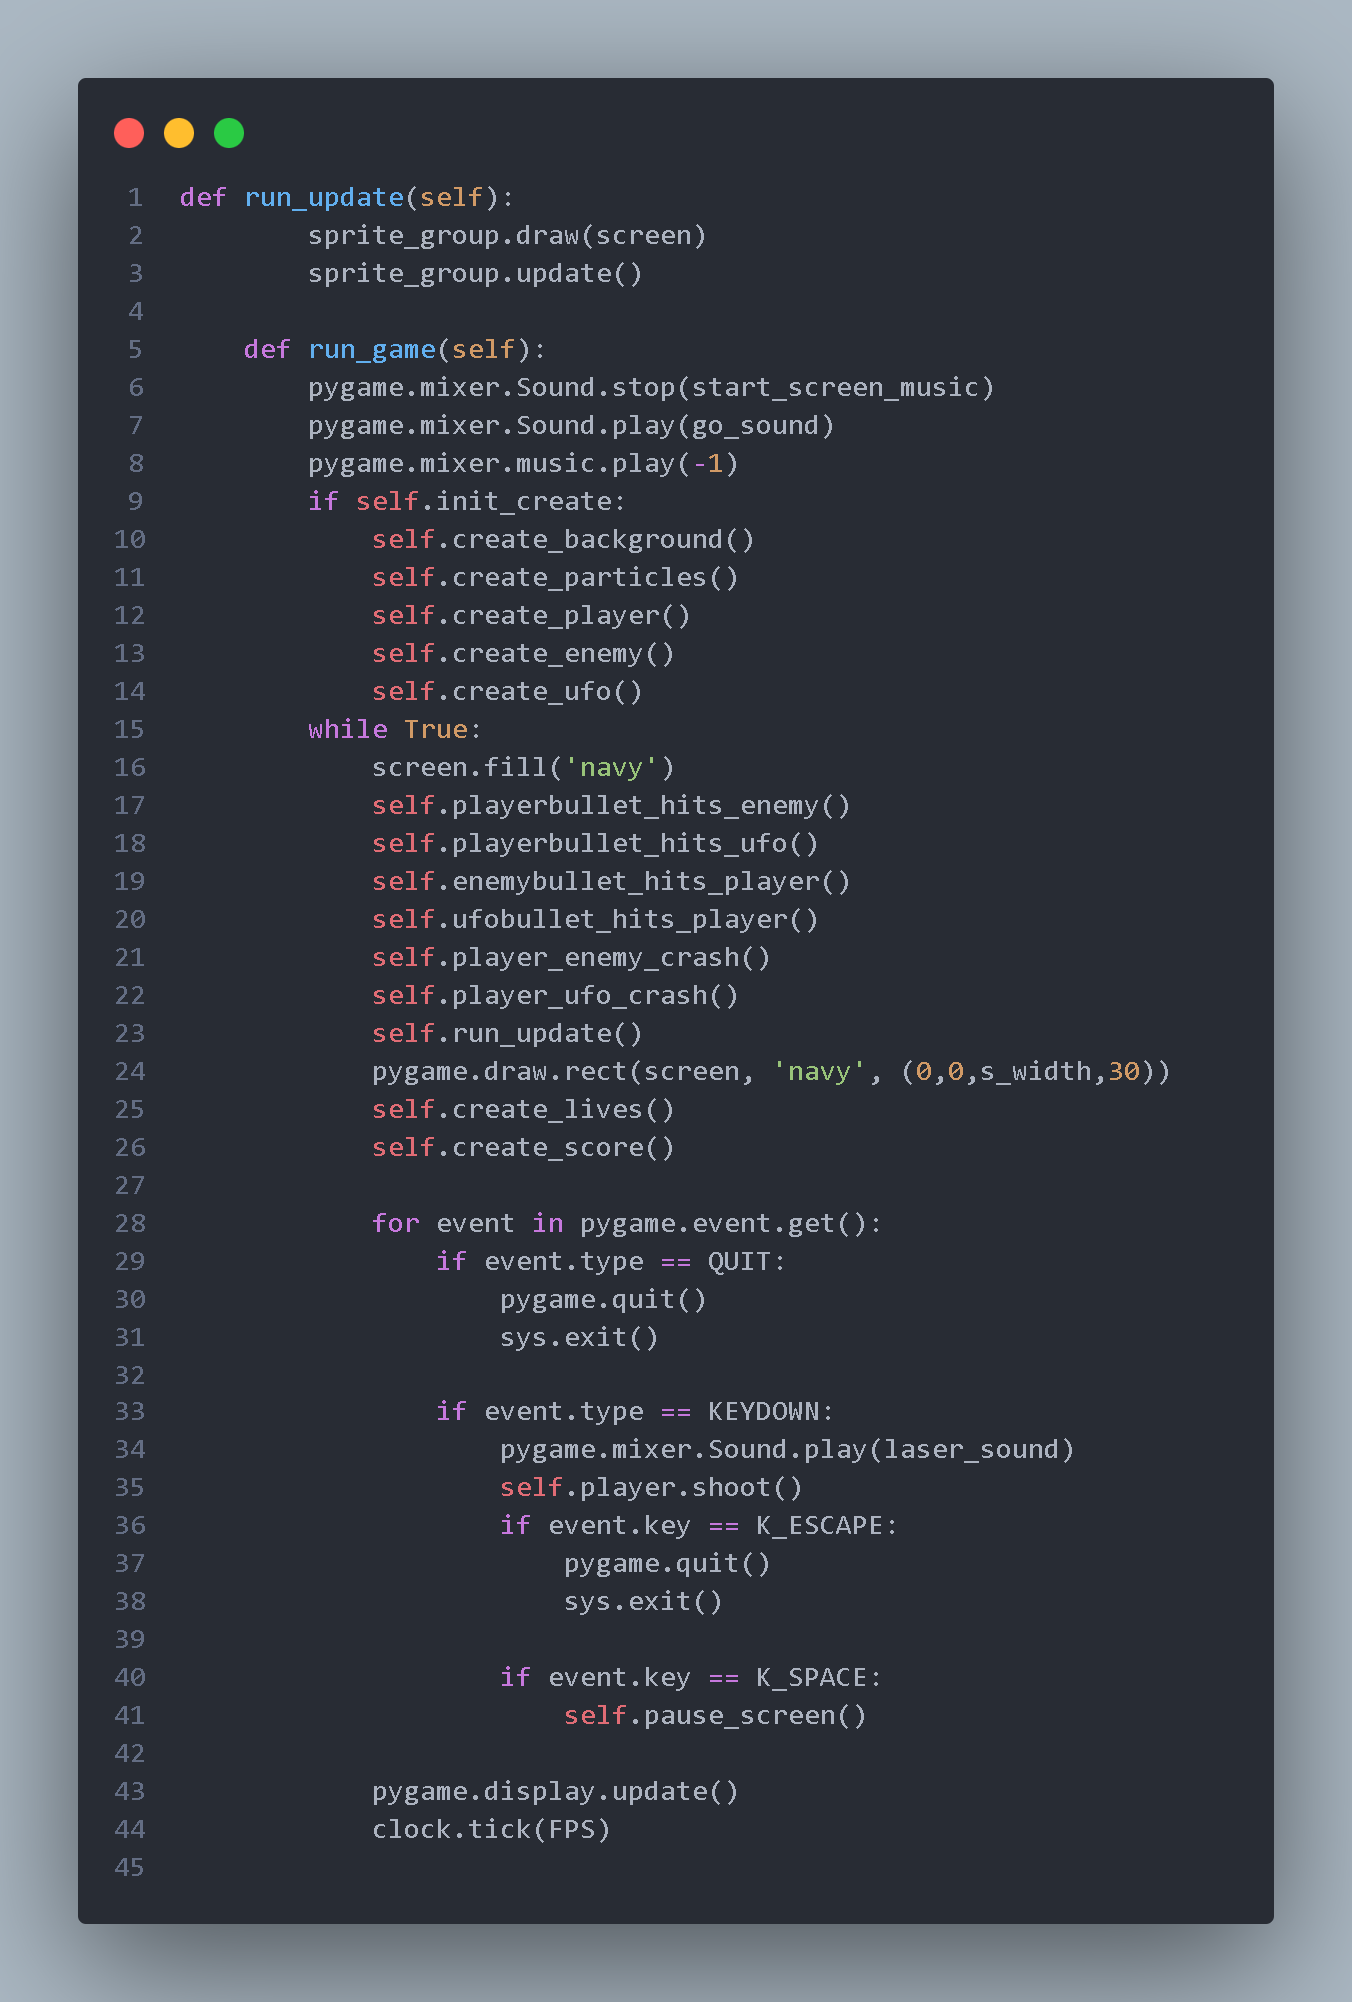 1 def run_update(self):
2         sprite_group.draw(screen)
3         sprite_group.update()
4
5     def run_game(self):
6         pygame.mixer.Sound.stop(start_screen_music)
7         pygame.mixer.Sound.play(go_sound)
8         pygame.mixer.music.play(-1)
9         if self.init_create:
10             self.create_background()
11             self.create_particles()
12             self.create_player()
13             self.create_enemy()
14             self.create_ufo()
15         while True:
16             screen.fill('navy')
17             self.playerbullet_hits_enemy()
18             self.playerbullet_hits_ufo()
19             self.enemybullet_hits_player()
20             self.ufobullet_hits_player()
21             self.player_enemy_crash()
22             self.player_ufo_crash()
23             self.run_update()
24             pygame.draw.rect(screen, 'navy', (0,0,s_width,30))
25             self.create_lives()
26             self.create_score()
27
28             for event in pygame.event.get():
29                 if event.type == QUIT:
30                     pygame.quit()
31                     sys.exit()
32
33                 if event.type == KEYDOWN:
34                     pygame.mixer.Sound.play(laser_sound)
35                     self.player.shoot()
36                     if event.key == K_ESCAPE:
37                         pygame.quit()
38                         sys.exit()
39
40                     if event.key == K_SPACE:
41                         self.pause_screen()
42
43             pygame.display.update()
44             clock.tick(FPS)
45